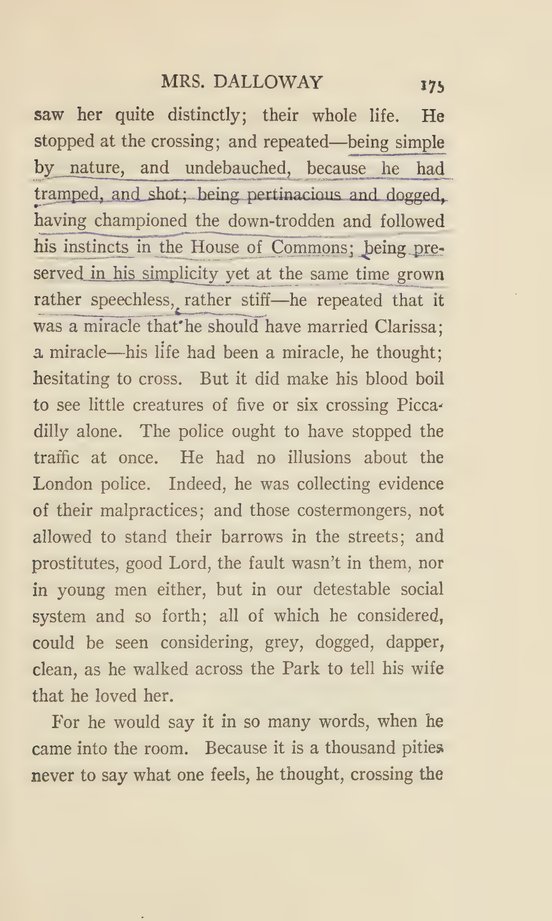 MRS. DALLOWAY 175
saw her quite distinctly; their whole life. He
stopped at the crossing; and repeated—being simple
by nature, and undebauched, because he had
tramped, and shot; being pertinacious and dogged,
having championed the down-trodden and followed
his instincts in the House of Commons; being pre-
served in his simplicity yet at the same time grown
rather speechless, rather stiff—he repeated that it
was a miracle that he should have married Clarissa;
a miracle—his life had been a miracle, he thought;
hesitating to cross. But it did make his blood boil
to see little creatures of five or six crossing Picca-
dilly alone. The police ought to have stopped the
traffic at once. He had no illusions about the
London police. Indeed, he was collecting evidence
of their malpractices; and those costermongers, not
allowed to stand their barrows in the streets; and
prostitutes, good Lord, the fault wasn't in them, nor
in young men either, but in our detestable social
system and so forth; all of which he considered,
could be seen considering, grey, dogged, dapper,
clean, as he walked across the Park to tell his wife
that he loved her.
For he would say it in so many words, when he
came into the room. Because it is a thousand pities
never to say what one feels, he thought, crossing the